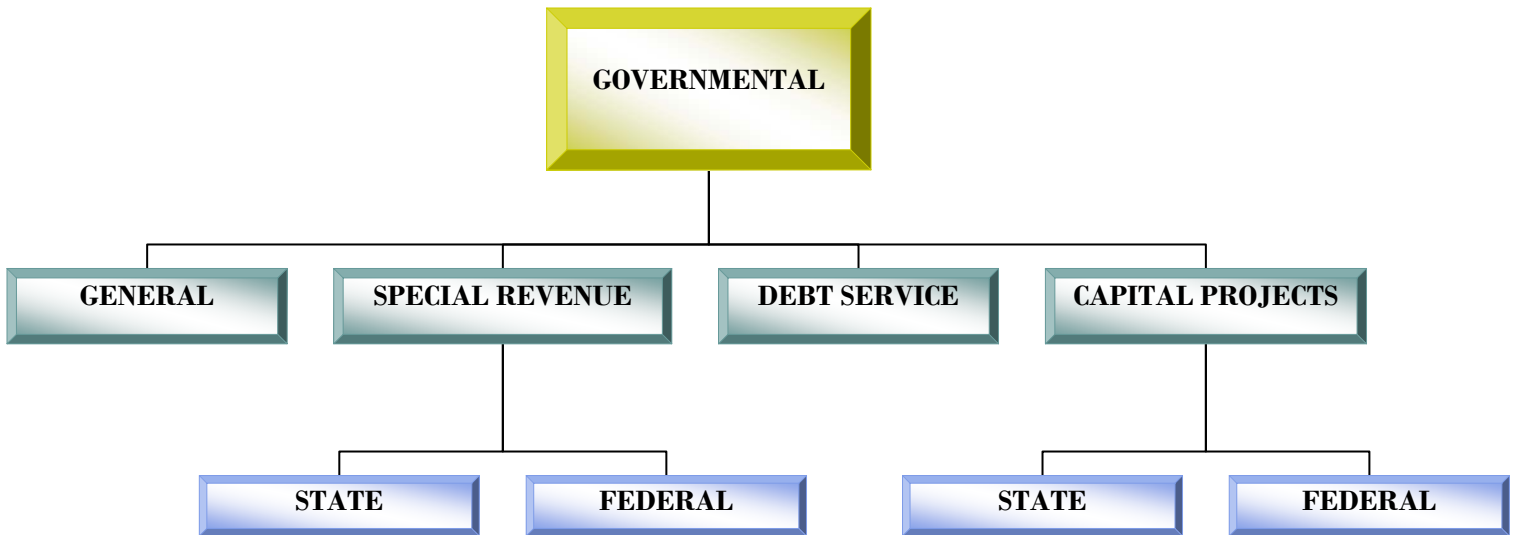 GOVERNMENTAL
GENERAL
SPECIAL REVENUE
DEBT SERVICE
CAPITAL PROJECTS
STATE
FEDERAL
STATE
FEDERAL